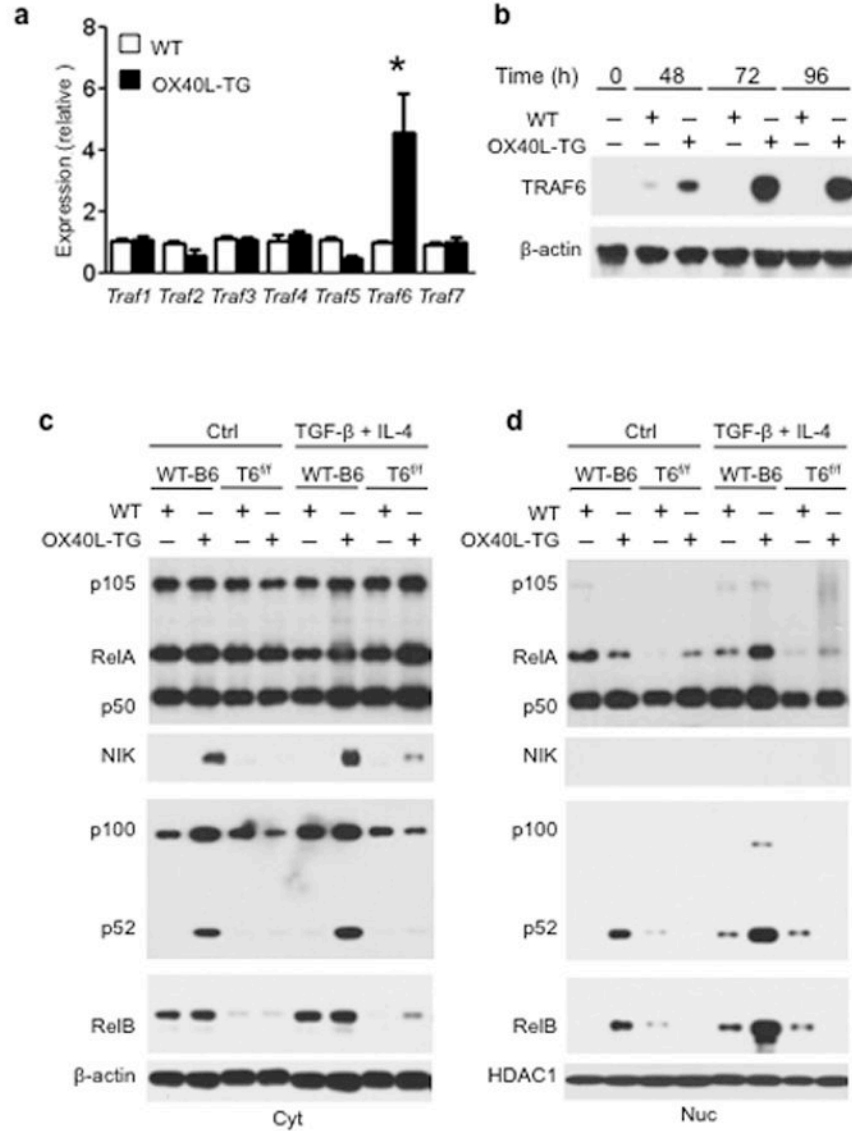 a
8
6
4
2
0
Expression (relative)
WT
OX40L-TG
*
Traf1 Traf2 Traf3 Traf4 Traf5 Traf6 Traf7
b
Time (h) 0 48 72 96
WT – + – + – + –
OX40L-TG – – + – + – +
TRAF6
β-actin
c
Ctrl TGF-β + IL-4
WT-B6 T6f/f WT-B6 T6f/f
WT + – + – + – + –
OX40L-TG – + – + – + – +
p105
RelA
p50
NIK
p100
p52
RelB
β-actin
Cyt
d
Ctrl TGF-β + IL-4
WT-B6 T6f/f WT-B6 T6f/f
WT + – + – + – + –
OX40L-TG – + – + – + – +
p105
RelA
p50
NIK
p100
p52
RelB
HDAC1
Nuc